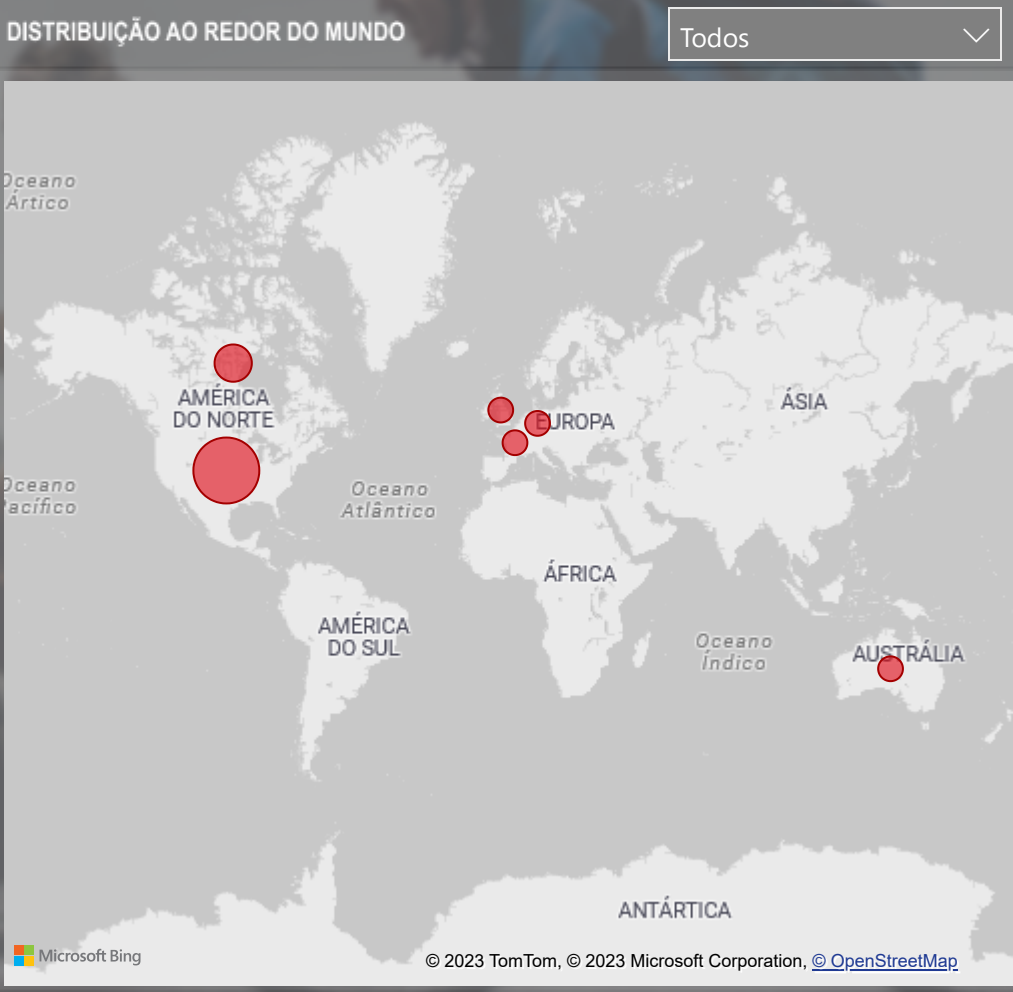 DISTRIBUIÇÃO AO REDOR DO MUNDO
Todos
Oceano
Ártico
AMÉRICA
DO NORTE
EUROPA
ÁSIA
Oceano
Pacífico
Oceano
Atlântico
ÁFRICA
AMÉRICA
DO SUL
Oceano
Índico
AUSTRÁLIA
ANTÁRTICA
Microsoft Bing
© 2023 TomTom, © 2023 Microsoft Corporation, © OpenStreetMap